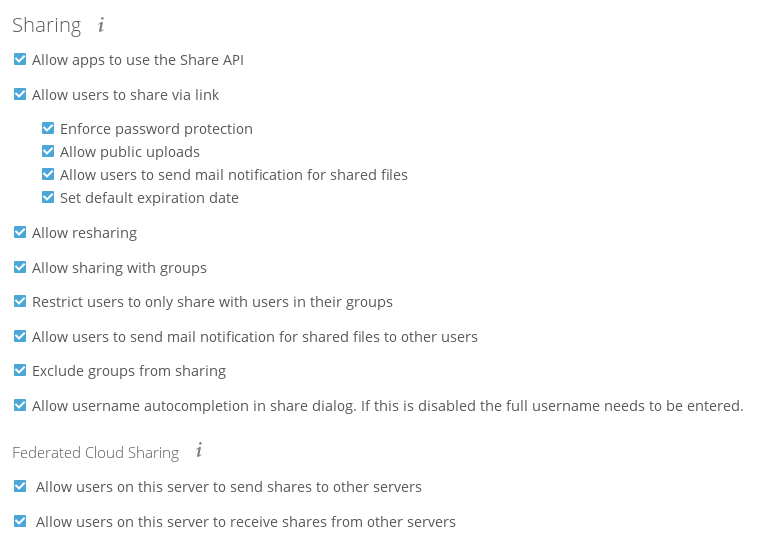 Sharing i
Allow apps to use the Share API
Allow users to share via link
Enforce password protection
Allow public uploads
Allow users to send mail notification for shared files
Set default expiration date
Allow resharing
Allow sharing with groups
Restrict users to only share with users in their groups
Allow users to send mail notification for shared files to other users
Exclude groups from sharing
Allow username autocompletion in share dialog. If this is disabled the full username needs to be entered.
Federated Cloud Sharing i
Allow users on this server to send shares to other servers
Allow users on this server to receive shares from other servers